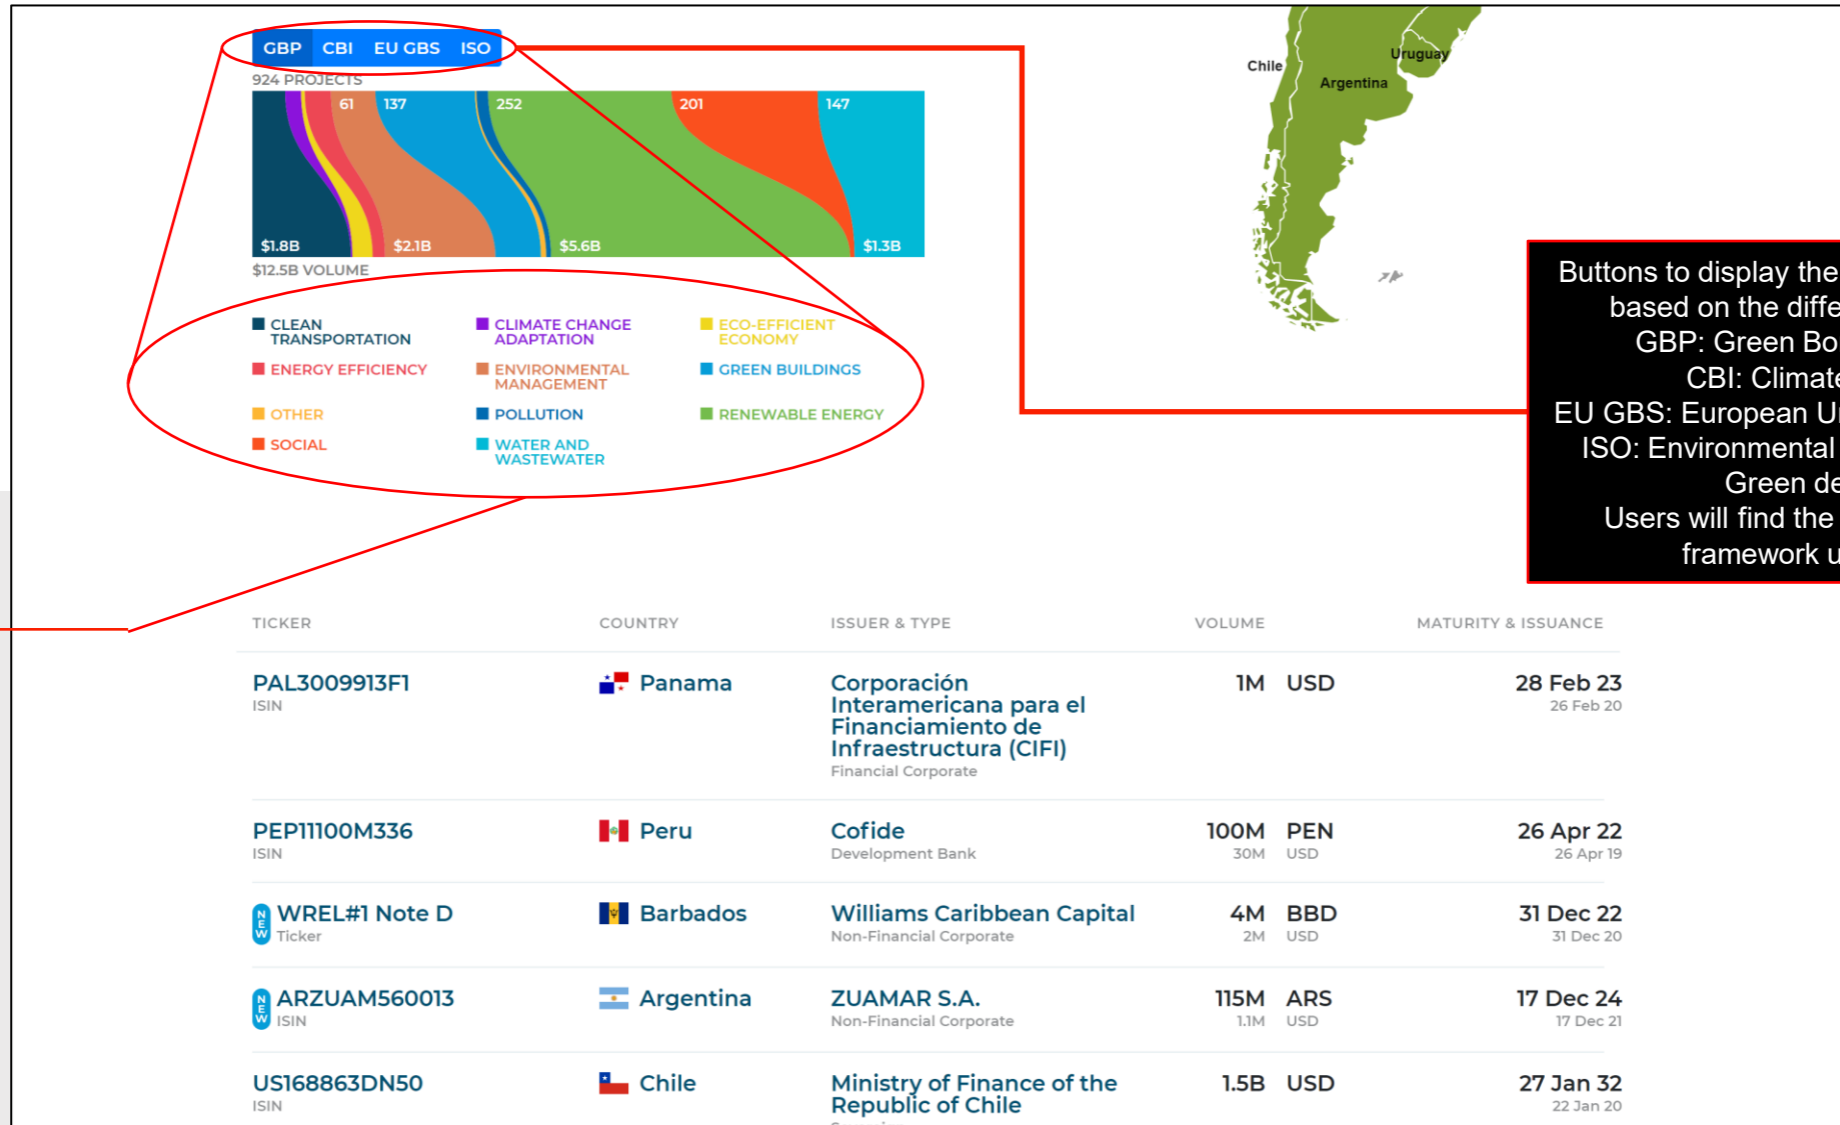 GBP CBI EU GBS ISO
924 PROJECTS
61 137 252 201 147
$1.8B $2.1B $5.6B $1.3B
$12.5B VOLUME
CLEAN TRANSPORTATION
CLIMATE CHANGE ADAPTATION
ECO-EFFICIENT ECONOMY
ENERGY EFFICIENCY
ENVIRONMENTAL MANAGEMENT
GREEN BUILDINGS
OTHER
POLLUTION
RENEWABLE ENERGY
SOCIAL
WATER AND WASTEWATER
Chile
Uruguay
Argentina
Buttons to display the
based on the diffe
GBP: Green Bo
CBI: Climate
EU GBS: European Un
ISO: Environmental
Green de
Users will find the
framework u
TICKER COUNTRY ISSUER & TYPE VOLUME MATURITY & ISSUANCE
PAL3009913F1 Panama Corporación 1M USD 28 Feb 23
ISIN Interamericana para el 26 Feb 20
Financiamiento de
Infraestructura (CIFI)
Financial Corporate
PEP11100M336 Peru Cofide 100M PEN 26 Apr 22
ISIN Development Bank 30M USD 26 Apr 19
NEW WREL#1 Note D Barbados Williams Caribbean Capital 4M BBD 31 Dec 22
Ticker Non-Financial Corporate 2M USD 31 Dec 20
NEW ARZUAM560013 Argentina ZUAMAR S.A. 115M ARS 17 Dec 24
ISIN Non-Financial Corporate 1.1M USD 17 Dec 21
US168863DN50 Chile Ministry of Finance of the 1.5B USD 27 Jan 32
ISIN Republic of Chile 22 Jan 20